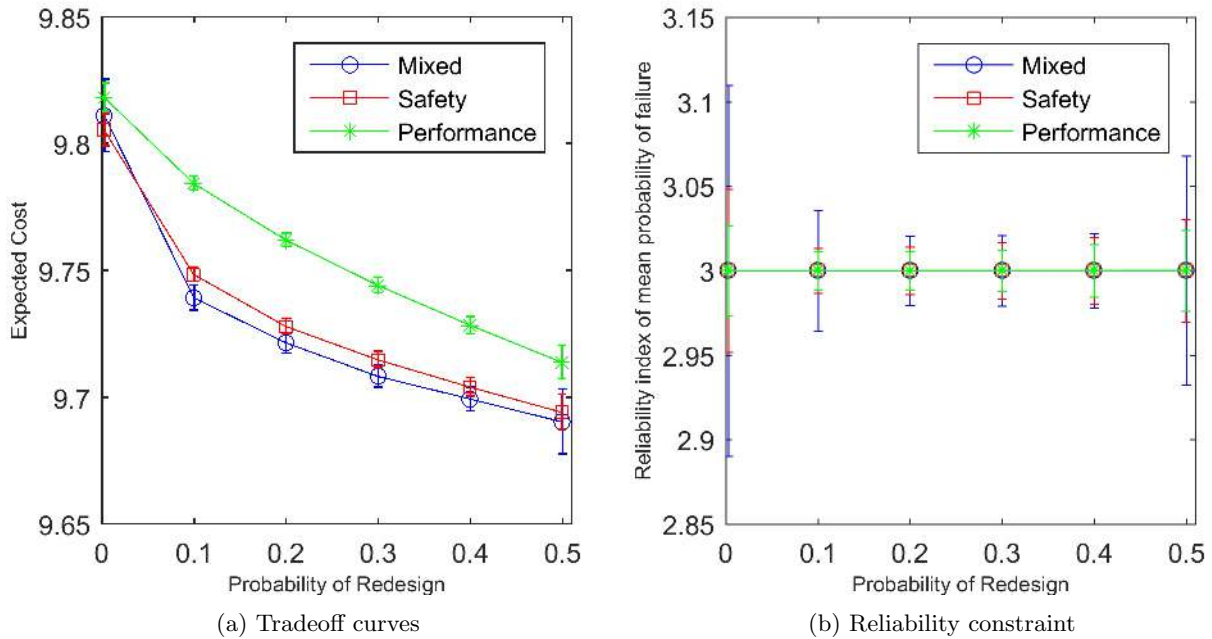 9.85
9.8
9.75
9.7
9.65
Expected Cost
0
0.1
0.2
0.3
0.4
0.5
Probability of Redesign
Mixed
Safety
Performance
(a) Tradeoff curves
3.15
3.1
3.05
3
2.95
2.9
2.85
Reliability index of mean probability of failure
0
0.1
0.2
0.3
0.4
0.5
Probability of Redesign
Mixed
Safety
Performance
(b) Reliability constraint